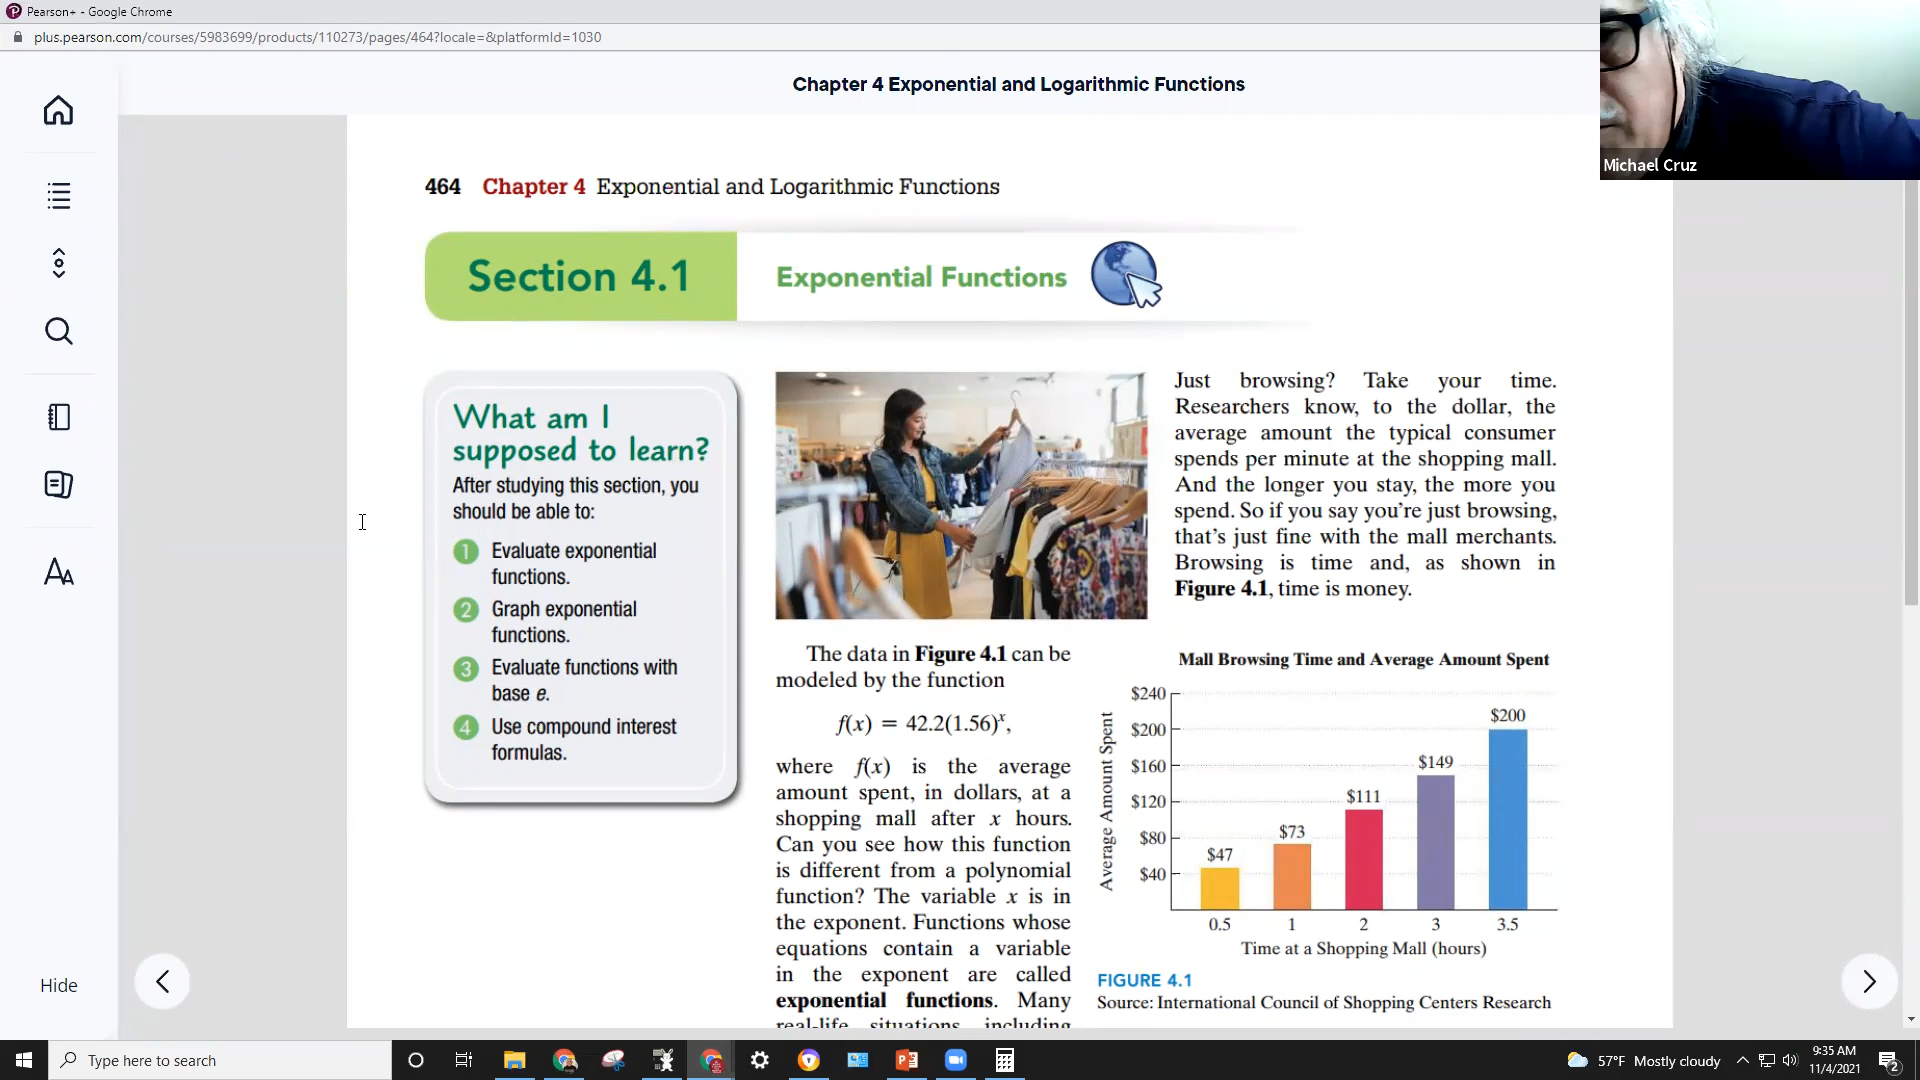 Pearson+ - Google Chrome
plus.pearson.com/courses/5983699/products/110273/pages/464?locale=&platformId=1030
Chapter 4 Exponential and Logarithmic Functions
Michael Cruz
464 Chapter 4 Exponential and Logarithmic Functions
Section 4.1
Exponential Functions
What am I
supposed to learn?
After studying this section, you
should be able to:
1 Evaluate exponential
functions.
2 Graph exponential
functions.
3 Evaluate functions with
base e.
4 Use compound interest
formulas.
Just browsing? Take your time.
Researchers know, to the dollar, the
average amount the typical consumer
spends per minute at the shopping mall.
And the longer you stay, the more you
spend. So if you say you're just browsing,
that's just fine with the mall merchants.
Browsing is time and, as shown in
Figure 4.1, time is money.
The data in Figure 4.1 can be
modeled by the function
f(x) = 42.2(1.56)^x,
where f(x) is the average
amount spent, in dollars, at a
shopping mall after x hours.
Can you see how this function
is different from a polynomial
function? The variable x is in
the exponent. Functions whose
equations contain a variable
in the exponent are called
exponential functions. Many
real-life situations, including
Mall Browsing Time and Average Amount Spent
Average Amount Spent
$240
$200
$160
$120
$80
$40
$47
$73
$111
$149
$200
0.5 1 2 3 3.5
Time at a Shopping Mall (hours)
FIGURE 4.1
Source: International Council of Shopping Centers Research
Hide
Type here to search
57°F Mostly cloudy
9:35 AM
11/4/2021
2